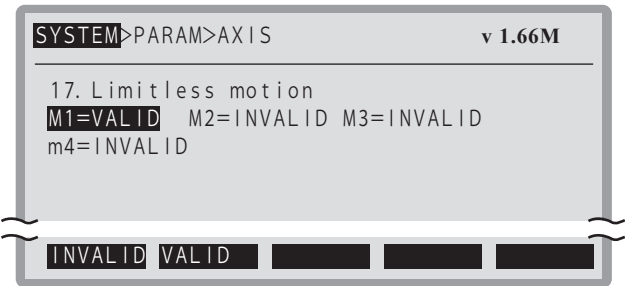 SYSTEM>PARAM>AXIS v 1.66M
17. Limitless motion
M1=VALID M2=INVALID M3=INVALID
m4=INVALID
INVALID VALID